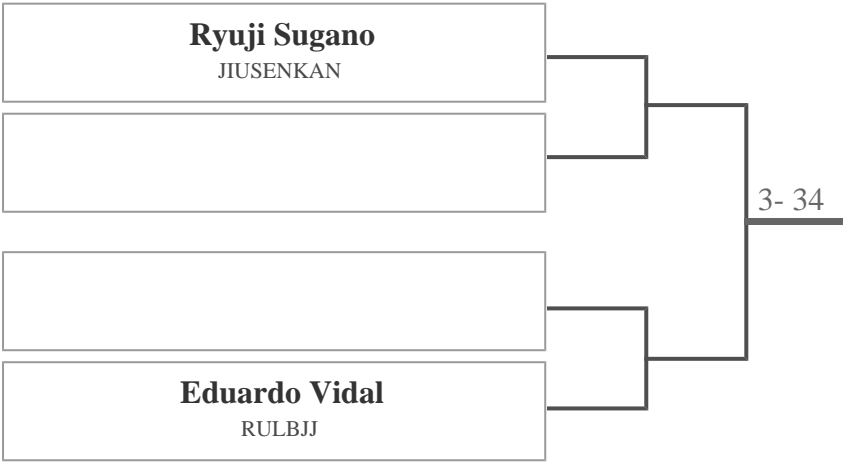 Ryuji Sugano
JIUSENKAN
3- 34
Eduardo Vidal
RULBJJ